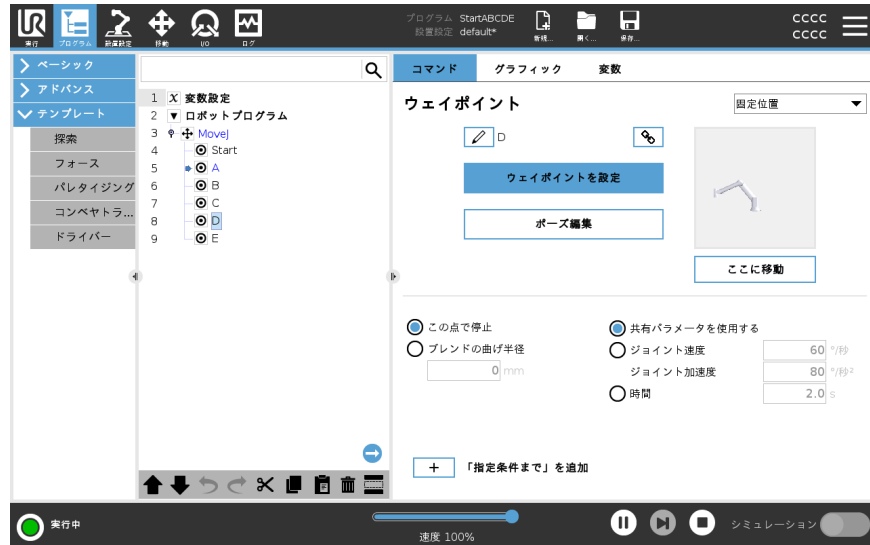 UR
実行
プログラム
設置設定
移動
I/O
ログ
プログラム StartABCDE
設置設定 default*
新規...
開く...
保存...
CCCC
CCCC
ベーシック
アドバンス
テンプレート
探索
フォース
パレタイジング
コンベヤトラ...
ドライバー
1 X 変数設定
2 ロボットプログラム
3 MoveJ
4 Start
5 A
6 B
7 C
8 D
9 E
コマンド グラフィック 変数
ウェイポイント
固定位置
D
ウェイポイントを設定
ポーズ編集
ここに移動
この点で停止
ブレンドの曲げ半径
0 mm
共有パラメータを使用する
ジョイント速度 60 °/秒
ジョイント加速度 80 °/秒²
時間 2.0 s
+ 「指定条件まで」を追加
実行中
速度 100%
シミュレーション